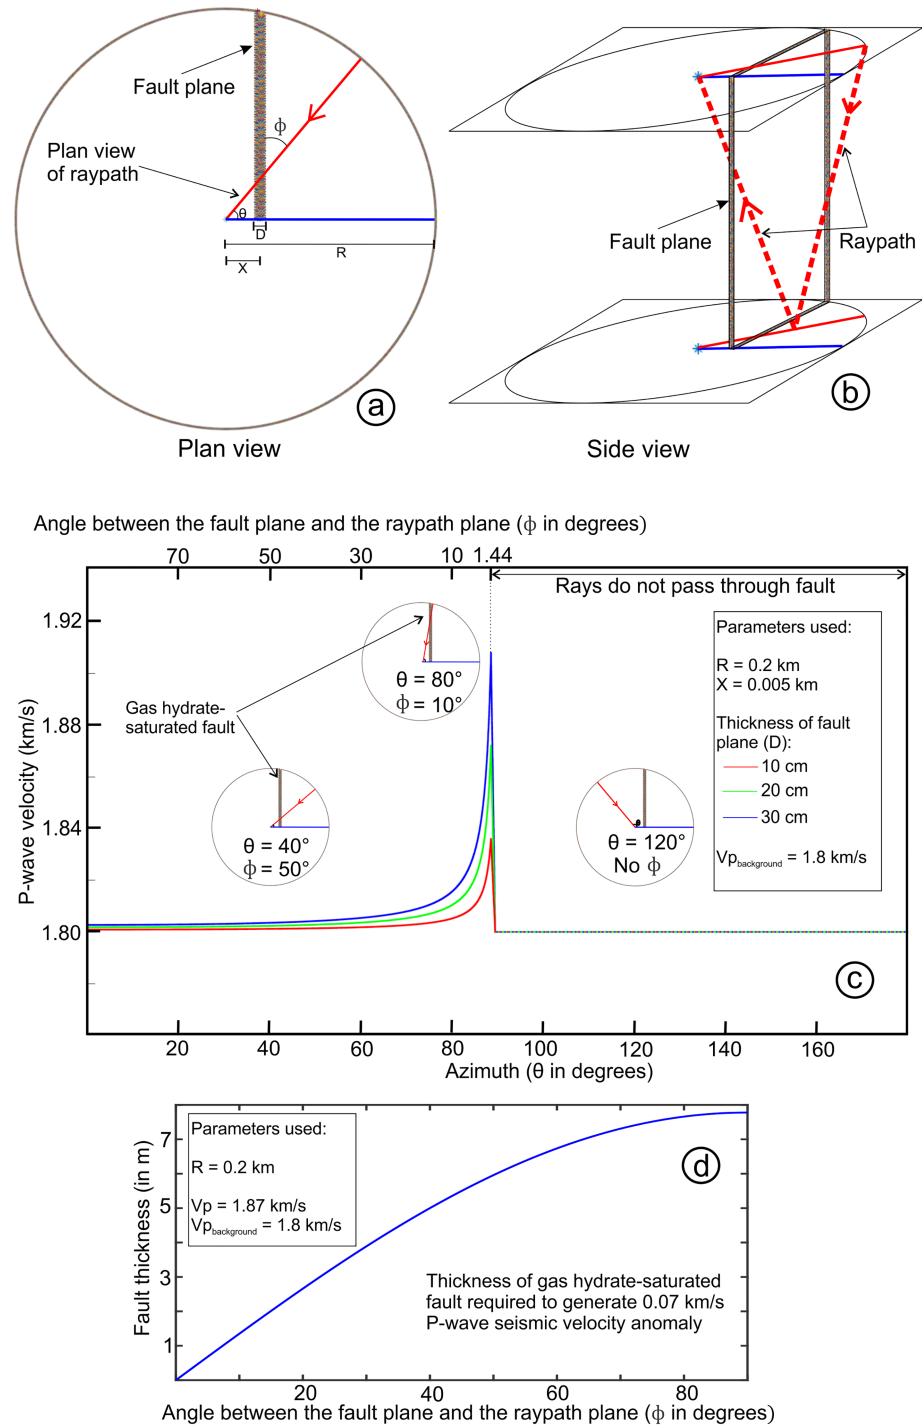 Fault plane
ϕ
Plan view
of raypath
θ
D
X
R
a
Plan view
Fault plane
Raypath
b
Side view
Angle between the fault plane and the raypath plane (ϕ in degrees)
70 50 30 10 1.44
Rays do not pass through fault
1.92
1.88
1.84
1.80
P-wave velocity (km/s)
Gas hydrate-
saturated fault
θ = 80°
ϕ = 10°
θ = 40°
ϕ = 50°
θ
θ = 120°
No ϕ
Parameters used:
R = 0.2 km
X = 0.005 km
Thickness of fault
plane (D):
10 cm
20 cm
30 cm
Vpbackground = 1.8 km/s
c
20 40 60 80 100 120 140 160
Azimuth (θ in degrees)
Parameters used:
R = 0.2 km
Vp = 1.87 km/s
Vpbackground = 1.8 km/s
d
7
5
3
1
Fault thickness (in m)
Thickness of gas hydrate-saturated
fault required to generate 0.07 km/s
P-wave seismic velocity anomaly
0 20 40 60 80
Angle between the fault plane and the raypath plane (ϕ in degrees)